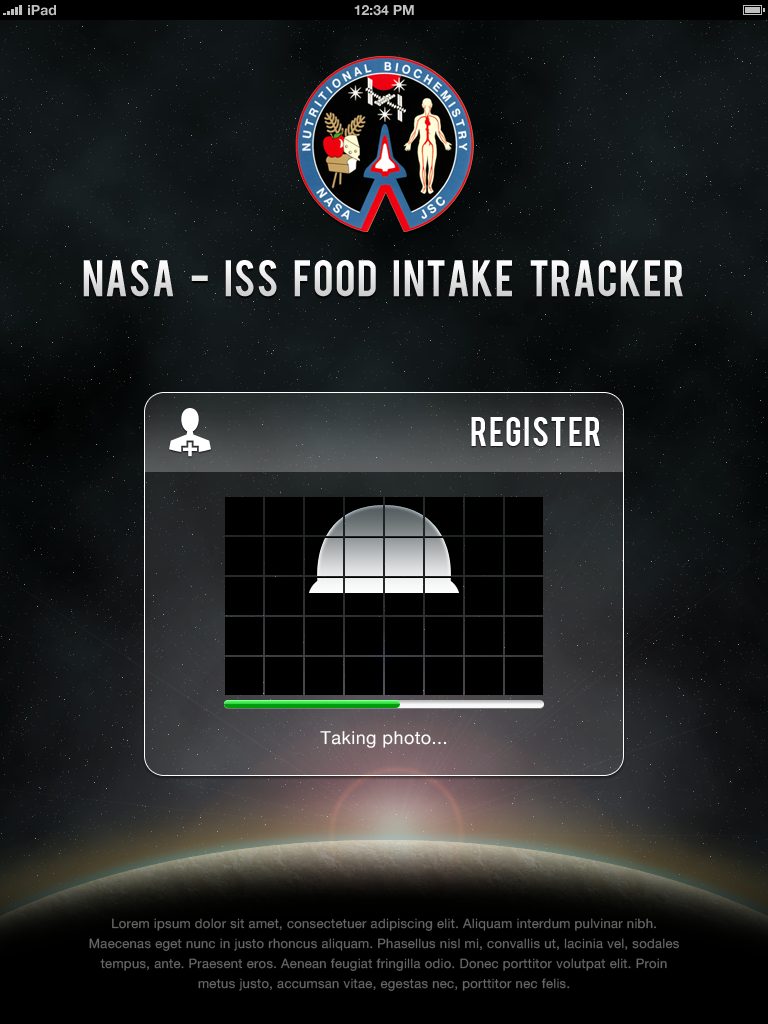 iPad 12:34 PM
NUTRITIONAL BIOCHEMISTRY
NASA JSC
NASA - ISS FOOD INTAKE TRACKER
REGISTER
Taking photo...
Lorem ipsum dolor sit amet, consectetuer adipiscing elit. Aliquam interdum pulvinar nibh.
Maecenas eget nunc in justo rhoncus aliquam. Phasellus nisl mi, convallis ut, lacinia vel, sodales
tempus, ante. Praesent eros. Aenean feugiat fringilla odio. Donec porttitor volutpat elit. Proin
metus justo, accumsan vitae, egestas nec, porttitor nec felis.